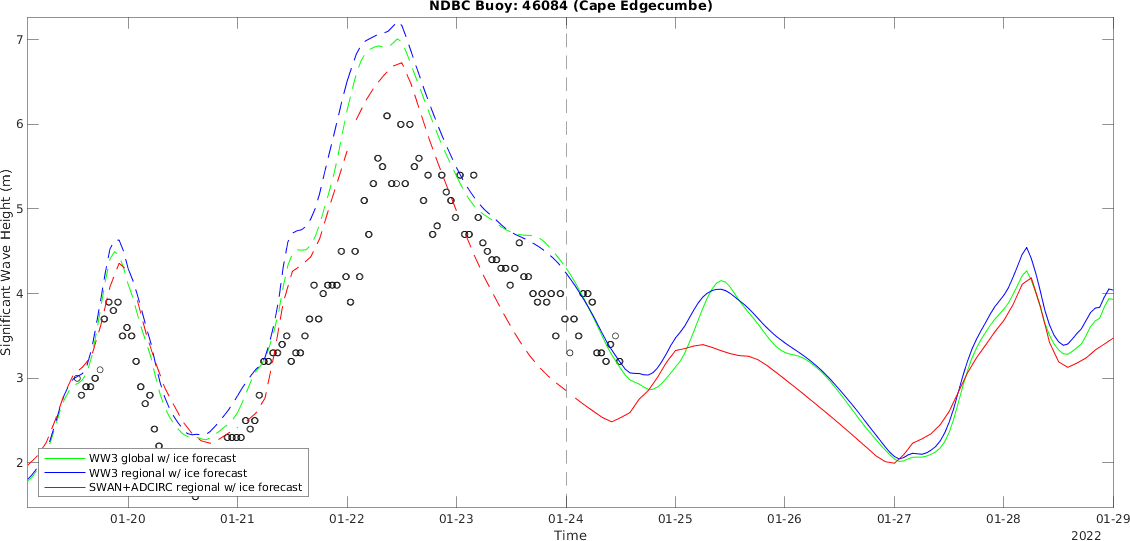 NDBC Buoy: 46084 (Cape Edgecumbe)
Significant Wave Height (m)
7
6
5
4
3
2
WW3 global w/ ice forecast
WW3 regional w/ ice forecast
SWAN+ADCIRC regional w/ ice forecast
01-20 01-21 01-22 01-23 01-24 01-25 01-26 01-27 01-28 01-29
Time
2022